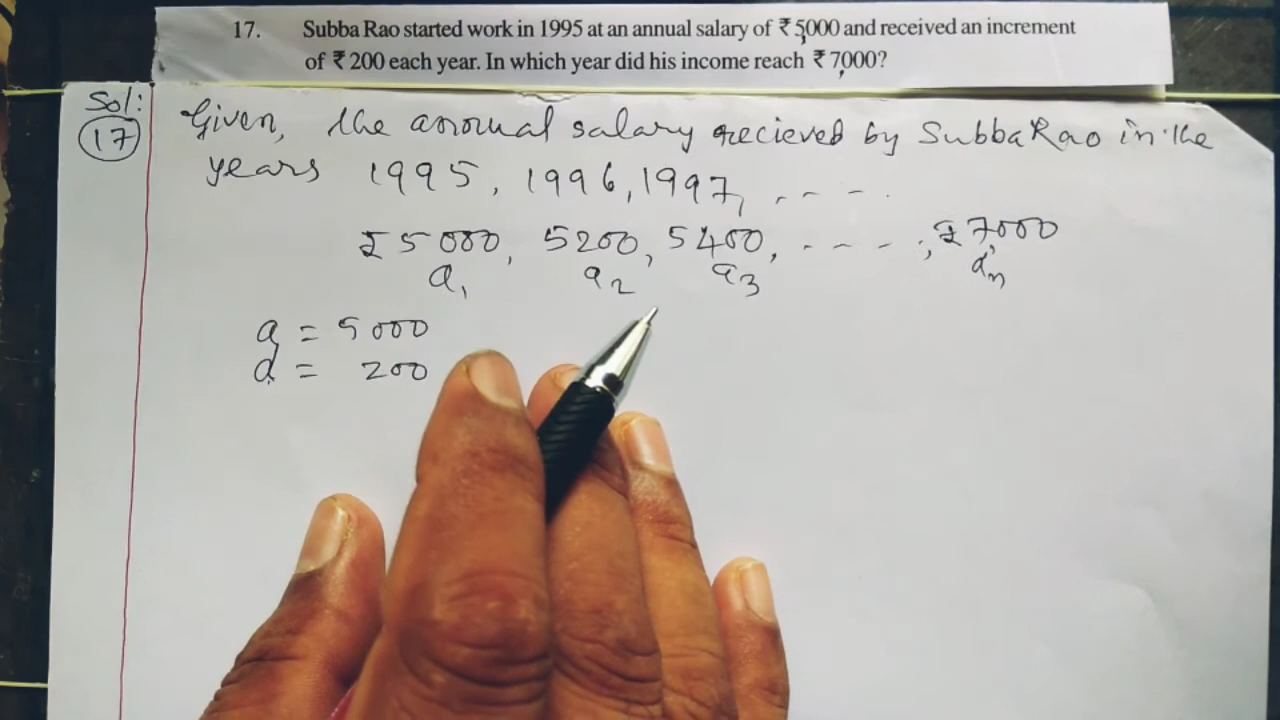 17. Subba Rao started work in 1995 at an annual salary of ₹ 5000 and received an increment
of ₹ 200 each year. In which year did his income reach ₹ 7000?
Sol:
17
Given, the annual salary recieved by Subba Rao in the
years 1995, 1996, 1997, - - - -.
₹ 5000, 5200, 5400, - - - -, ₹ 7000
a₁ a₂ a₃ aₙ
a = 5000
d = 200